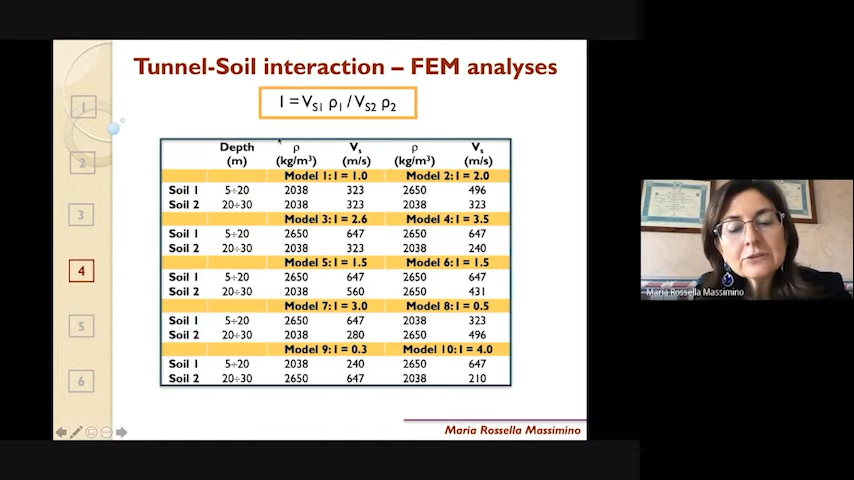 Tunnel-Soil interaction – FEM analyses
I = VS1 ρ1 / VS2 ρ2
1
2
3
4
5
6
Depth ρ Vs ρ Vs
(m) (kg/m³) (m/s) (kg/m³) (m/s)
Model 1: I = 1.0 Model 2: I = 2.0
Soil 1 5÷20 2038 323 2650 496
Soil 2 20÷30 2038 323 2038 323
Model 3: I = 2.6 Model 4: I = 3.5
Soil 1 5÷20 2650 647 2650 647
Soil 2 20÷30 2038 323 2038 240
Model 5: I = 1.5 Model 6: I = 1.5
Soil 1 5÷20 2650 647 2650 647
Soil 2 20÷30 2038 560 2650 431
Model 7: I = 3.0 Model 8: I = 0.5
Soil 1 5÷20 2650 647 2038 323
Soil 2 20÷30 2038 280 2650 496
Model 9: I = 0.3 Model 10: I = 4.0
Soil 1 5÷20 2038 240 2650 647
Soil 2 20÷30 2650 647 2038 210
Maria Rossella Massimino
Maria Rossella Massimino